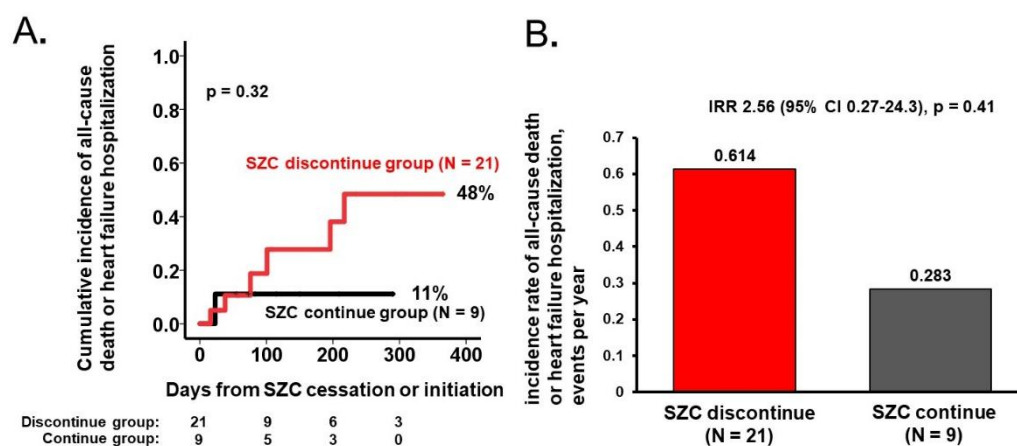 A.
Cumulative incidence of all-cause
death or heart failure hospitalization
1.0
0.8
0.6
0.4
0.2
0.0
p = 0.32
SZC discontinue group (N = 21)
48%
11%
SZC continue group (N = 9)
0 100 200 300 400
Days from SZC cessation or initiation
Discontinue group: 21 9 6 3
Continue group: 9 5 3 0
B.
incidence rate of all-cause death
or heart failure hospitalization,
events per year
IRR 2.56 (95% CI 0.27-24.3), p = 0.41
0.7
0.6
0.5
0.4
0.3
0.2
0.1
0
0.614
0.283
SZC discontinue
(N = 21)
SZC continue
(N = 9)